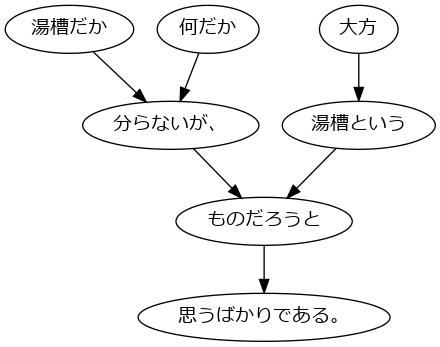 湯槽だか
何だか
大方
分らないが、
湯槽という
ものだろうと
思うばかりである。